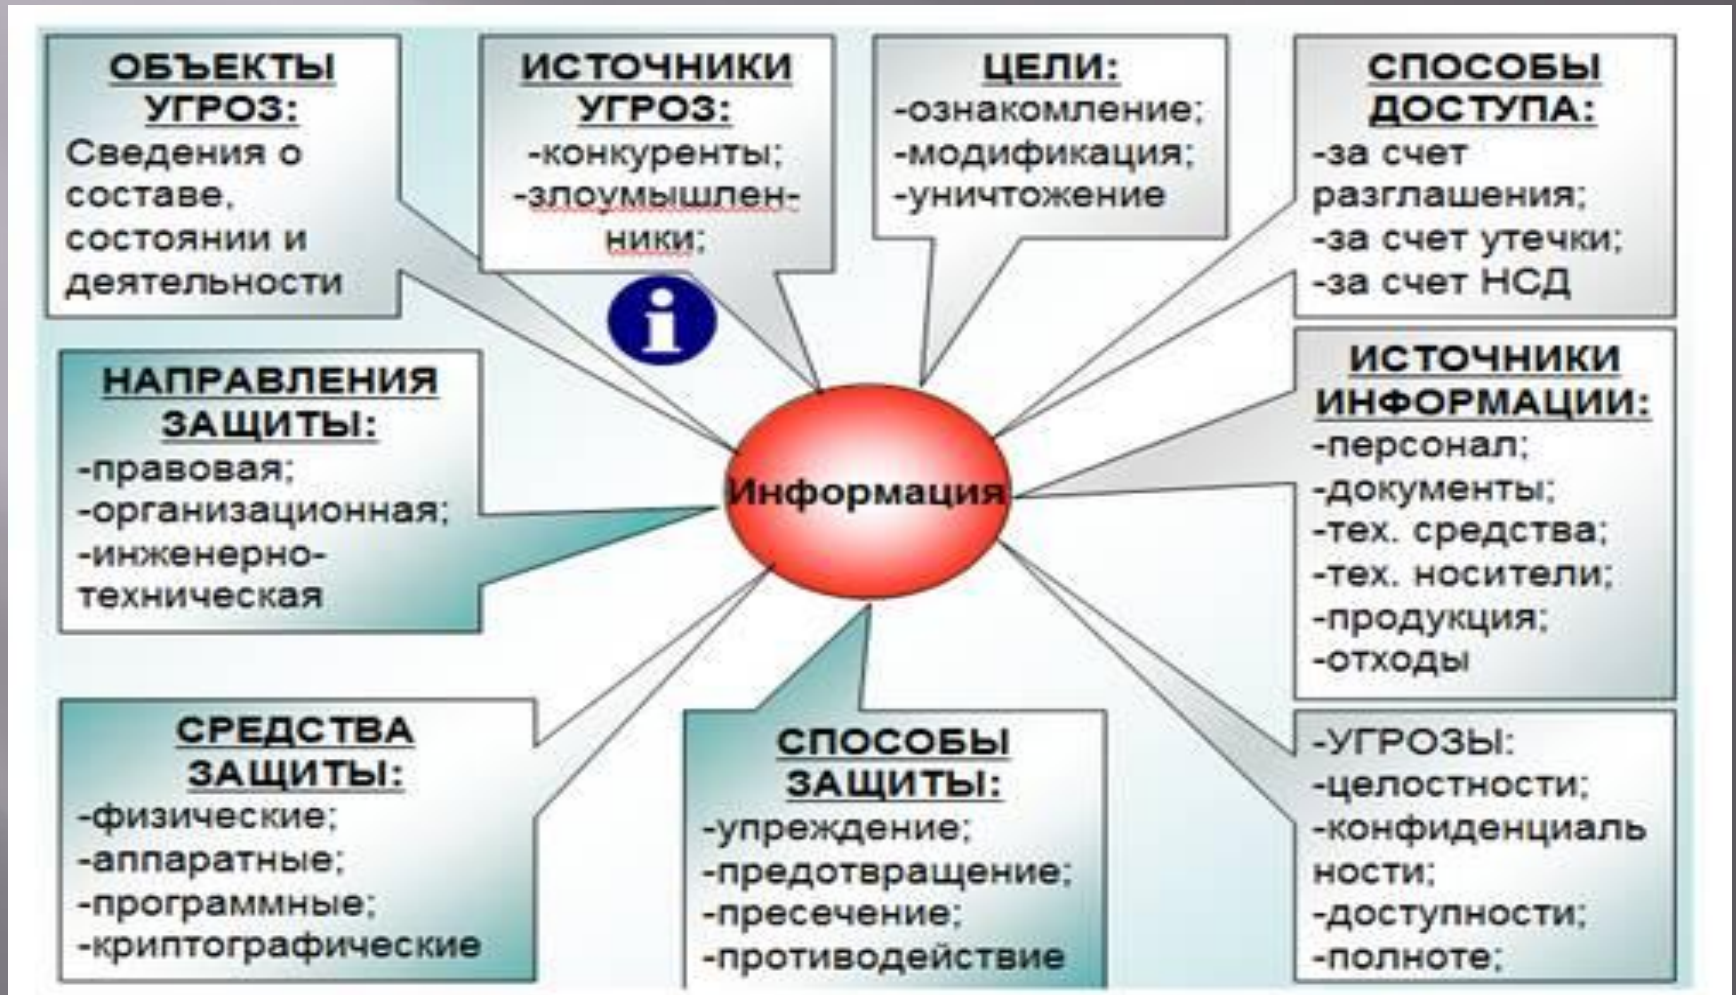 ОБЪЕКТЫ
УГРОЗ:
Сведения о
составе,
состоянии и
деятельности
ИСТОЧНИКИ
УГРОЗ:
-конкуренты;
-злоумышлен-
ники;
ЦЕЛИ:
-ознакомление;
-модификация;
-уничтожение
СПОСОБЫ
ДОСТУПА:
-за счет
разглашения;
-за счет утечки;
-за счет НСД
i
НАПРАВЛЕНИЯ
ЗАЩИТЫ:
-правовая;
-организационная;
-инженерно-
техническая
Информация
ИСТОЧНИКИ
ИНФОРМАЦИИ:
-персонал;
-документы;
-тех. средства;
-тех. носители;
-продукция;
-отходы
СРЕДСТВА
ЗАЩИТЫ:
-физические;
-аппаратные;
-программные;
-криптографические
СПОСОБЫ
ЗАЩИТЫ:
-упреждение;
-предотвращение;
-пресечение;
-противодействие
-УГРОЗЫ:
-целостности;
-конфиденциаль
ности;
-доступности;
-полноте;